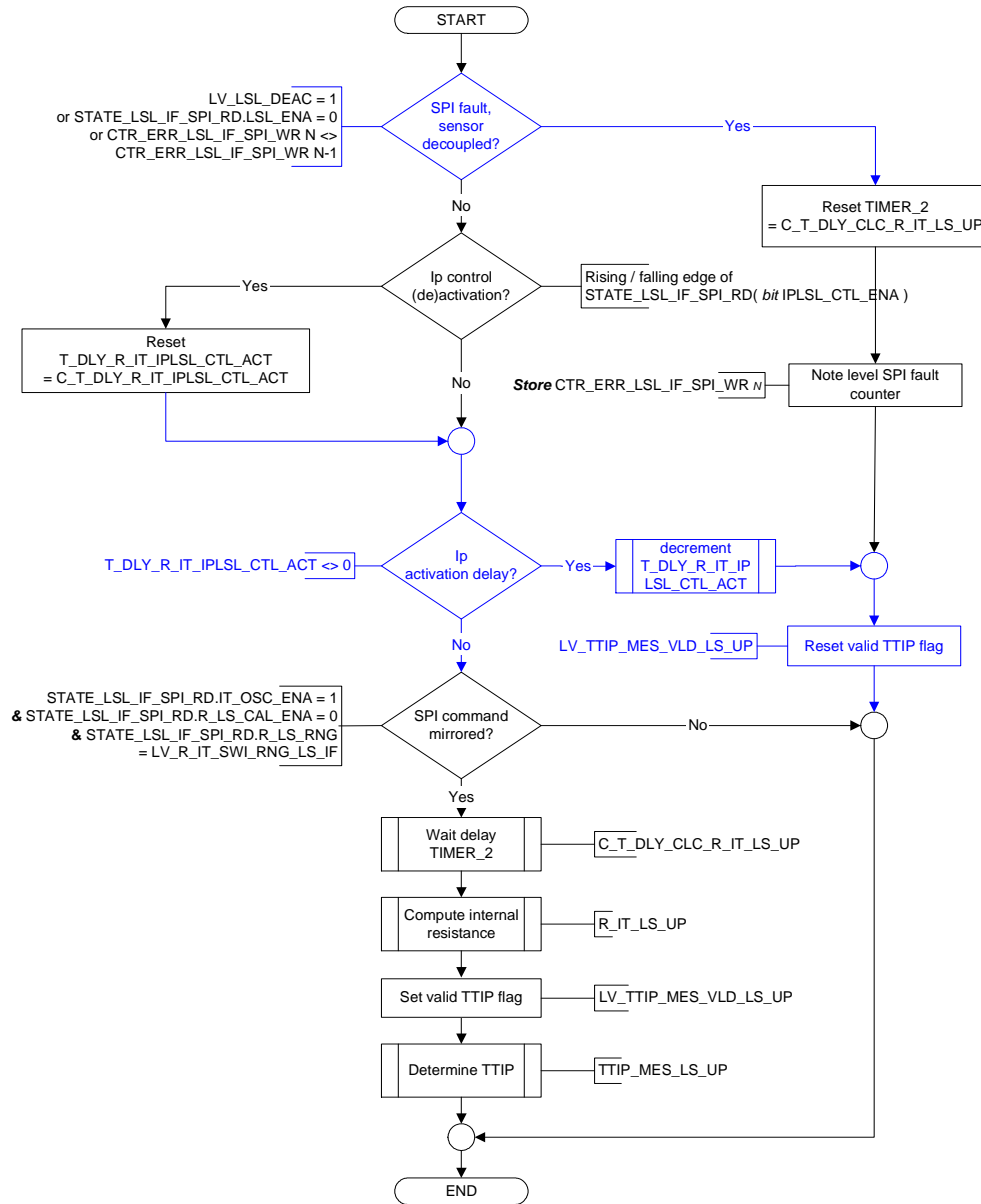 START
LV_LSL_DEAC = 1
or STATE_LSL_IF_SPI_RD.LSL_ENA = 0
or CTR_ERR_LSL_IF_SPI_WR N <>
CTR_ERR_LSL_IF_SPI_WR N-1
SPI fault,
sensor
decoupled?
Yes
No
Reset TIMER_2
= C_T_DLY_CLC_R_IT_LS_UP
Ip control
(de)activation?
Rising / falling edge of
STATE_LSL_IF_SPI_RD( bit IPLSL_CTL_ENA )
Yes
Reset
T_DLY_R_IT_IPLSL_CTL_ACT
= C_T_DLY_R_IT_IPLSL_CTL_ACT
No
Store CTR_ERR_LSL_IF_SPI_WR N
Note level SPI fault
counter
T_DLY_R_IT_IPLSL_CTL_ACT <> 0
Ip
activation delay?
Yes
decrement
T_DLY_R_IT_IP
LSL_CTL_ACT
No
LV_TTIP_MES_VLD_LS_UP
Reset valid TTIP flag
STATE_LSL_IF_SPI_RD.IT_OSC_ENA = 1
& STATE_LSL_IF_SPI_RD.R_LS_CAL_ENA = 0
& STATE_LSL_IF_SPI_RD.R_LS_RNG
= LV_R_IT_SWI_RNG_LS_IF
SPI command
mirrored?
No
Yes
Wait delay
TIMER_2
C_T_DLY_CLC_R_IT_LS_UP
Compute internal
resistance
R_IT_LS_UP
Set valid TTIP flag
LV_TTIP_MES_VLD_LS_UP
Determine TTIP
TTIP_MES_LS_UP
END